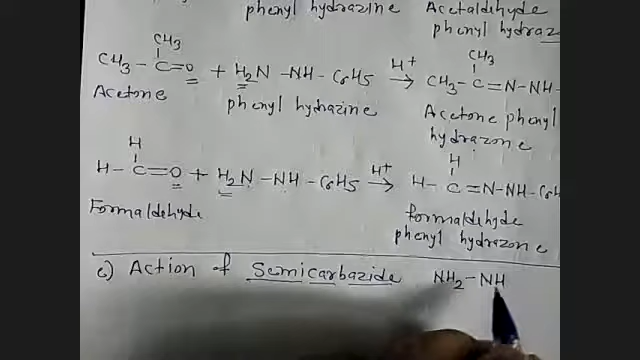 phenyl hydrazine Acetaldehyde
phenyl hydraz
CH3 CH3
CH3 – C = O + H2N – NH – C6H5 H+ → CH3 – C = N – NH –
Acetone phenyl hydrazine Acetone phenyl
hydrazone
H H
H – C = O + H2N – NH – C6H5 H+ → H – C = N – NH – C6H
Formaldehyde formaldehyde
phenyl hydrazone
c) Action of Semicarbazide NH2 – NH